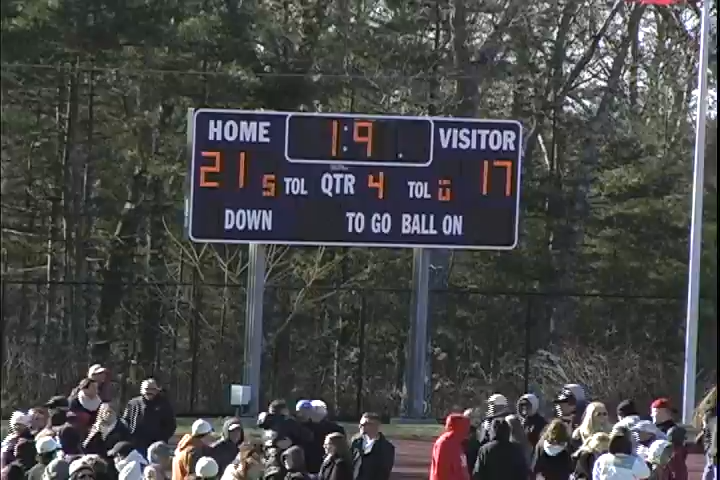 HOME 1:9 VISITOR
21 5 TOL QTR 4 TOL 17
DOWN TO GO BALL ON